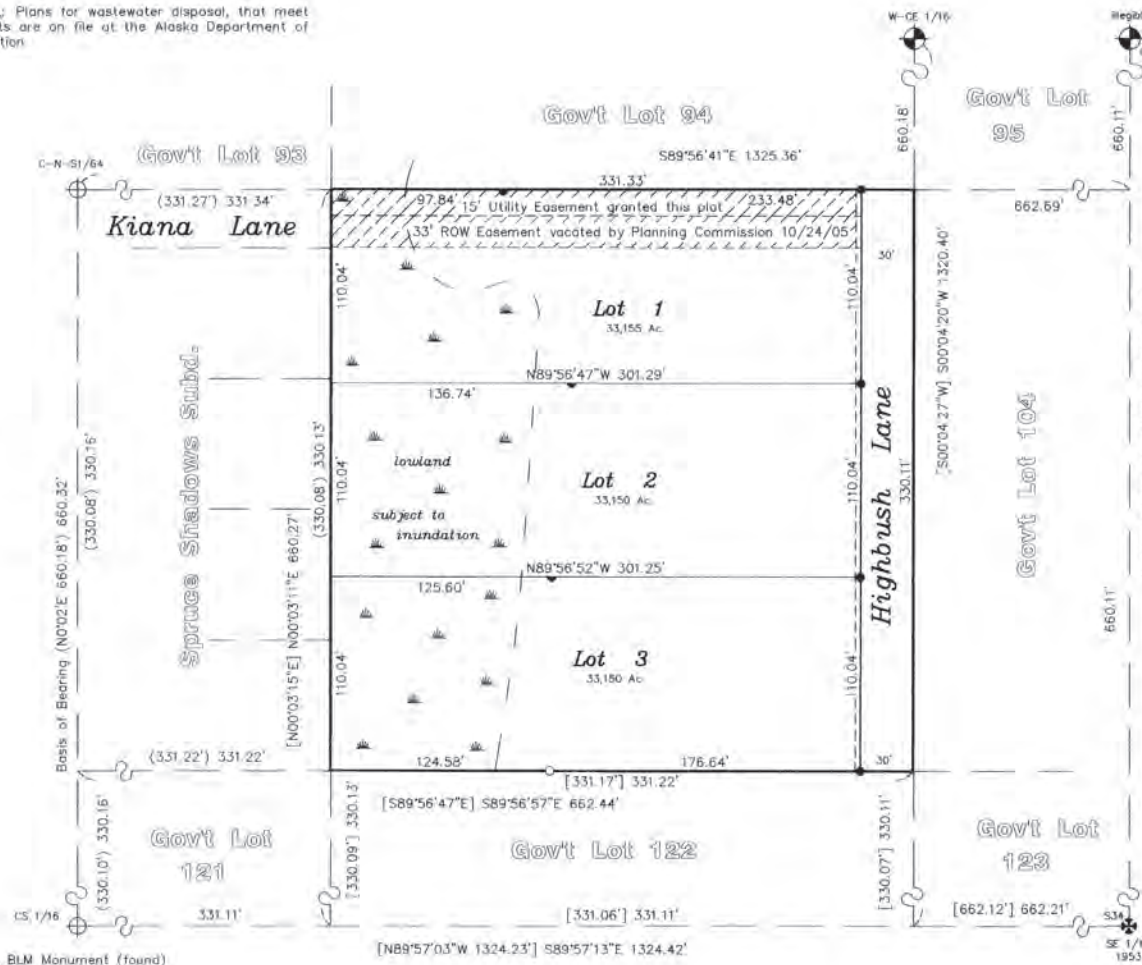 ; Plans for wastewater disposal, that meet
ts are on file at the Alaska Department of
tion
W-CE 1/16
Gov't Lot 94
Gov't Lot
95
660.18'
660.11'
C-N-S1/64
Gov't Lot 93
S89°56'41"E 1325.36'
(331.27') 331.34'
331.33'
662.69'
Kiana Lane
97.84'
15' Utility Easement granted this plat
233.48'
33' ROW Easement vacated by Planning Commission 10/24/05
30'
110.04'
Lot 1
33,155 Ac.
110.04'
[S00°04'27"W] S00°04'20"W 1320.40'
N89°56'47"W 301.29'
136.74'
Spruce Shadows Subd.
Basis of Bearing (N0°02'E 660.18') 660.32'
(330.08') 330.16'
[N00°03'15"E] N00°03'11"E 660.27'
(330.08') 330.13'
110.04'
lowland
subject to
inundation
Lot 2
33,150 Ac.
110.04'
330.11'
Highbush Lane
Gov't Lot 104
660.11'
N89°56'52"W 301.25'
125.60'
110.04'
Lot 3
33,150 Ac.
110.04'
(331.22') 331.22'
124.58'
176.64'
30'
[331.17'] 331.22'
[S89°56'47"E] S89°56'57"E 662.44'
(330.10') 330.16'
Gov't Lot
121
[330.09'] 330.13'
Gov't Lot 122
[330.07'] 330.11'
Gov't Lot
123
CS 1/16
331.11'
[331.06'] 331.11'
[662.12'] 662.21'
S34
SE 1/1
1953
[N89°57'03"W 1324.23'] S89°57'13"E 1324.42'
BLM Monument (found)